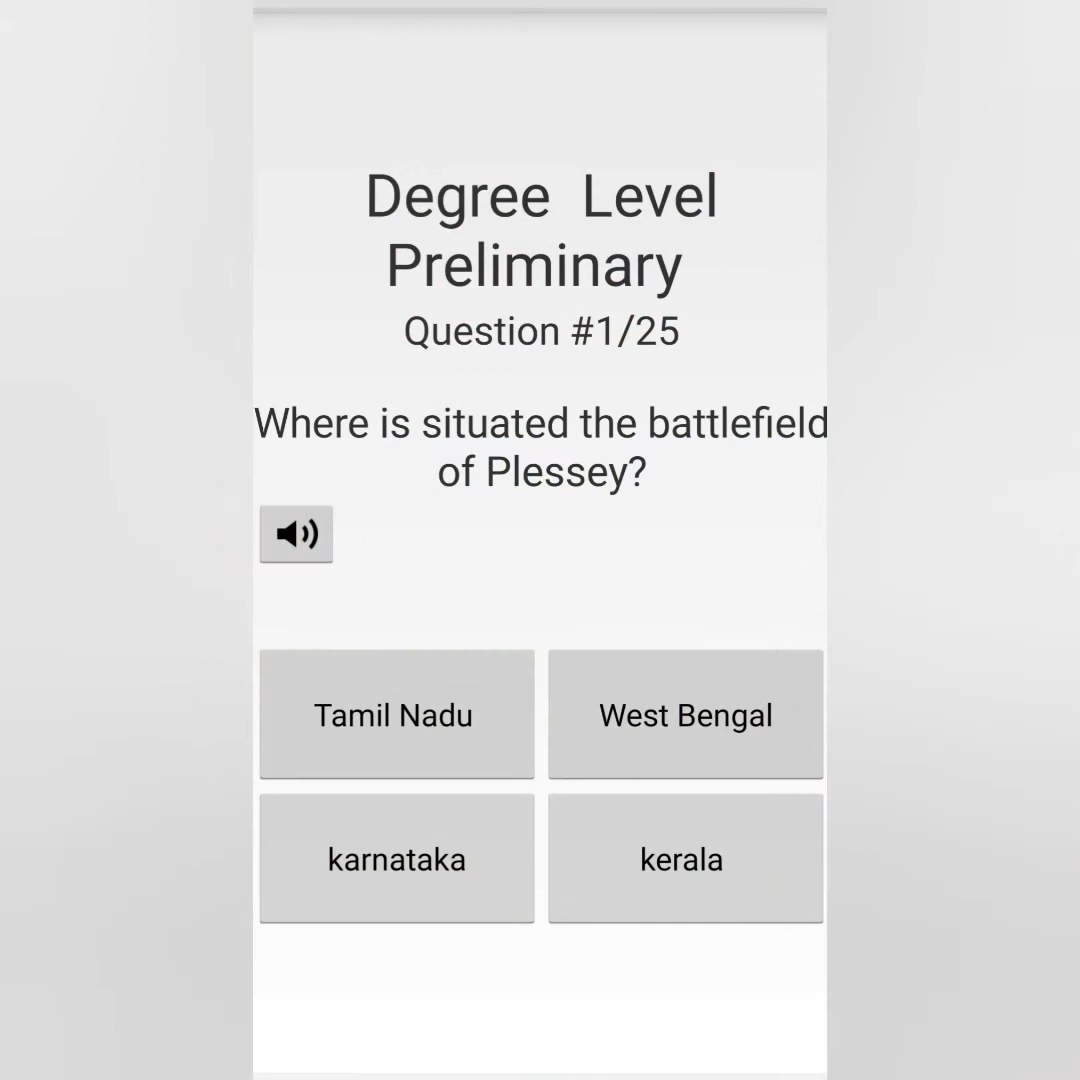 Degree Level
Preliminary
Question #1/25
Where is situated the battlefield
of Plessey?
Tamil Nadu
West Bengal
karnataka
kerala